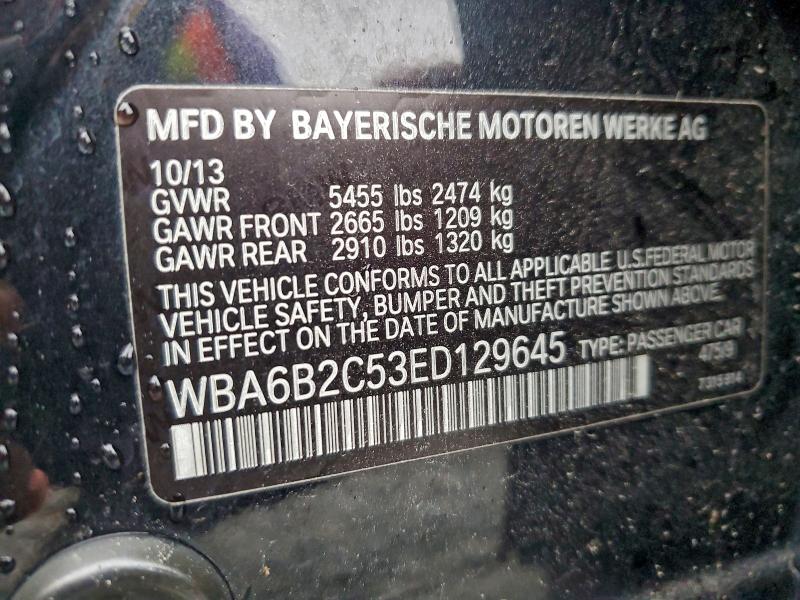 MFD BY BAYERISCHE MOTOREN WERKE AG
10/13
GVWR 5455 lbs 2474 kg
GAWR FRONT 2665 lbs 1209 kg
GAWR REAR 2910 lbs 1320 kg
THIS VEHICLE CONFORMS TO ALL APPLICABLE U.S.FEDERAL MOTOR
VEHICLE SAFETY, BUMPER AND THEFT PREVENTION STANDARDS
IN EFFECT ON THE DATE OF MANUFACTURE SHOWN ABOVE.
WBA6B2C53ED129645 TYPE: PASSENGER CAR